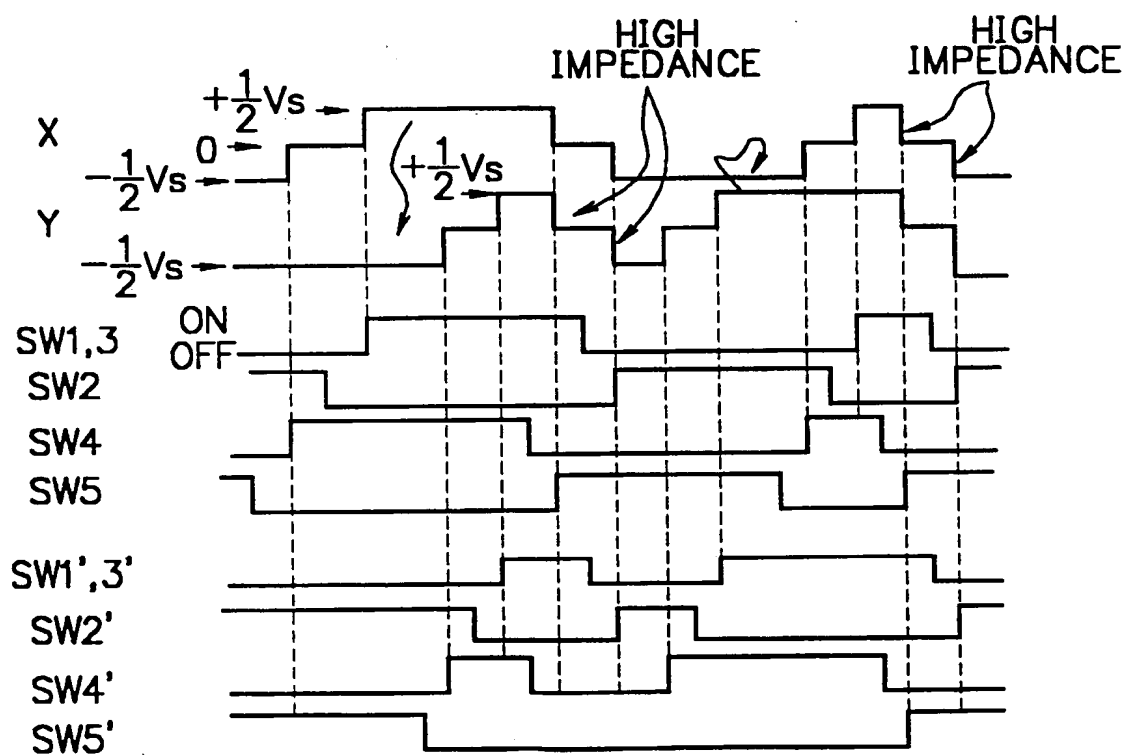 HIGH
IMPEDANCE
HIGH
IMPEDANCE
+1/2Vs
X
0
-1/2Vs
+1/2Vs
Y
-1/2Vs
ON
SW1,3
OFF
SW2
SW4
SW5
SW1',3'
SW2'
SW4'
SW5'